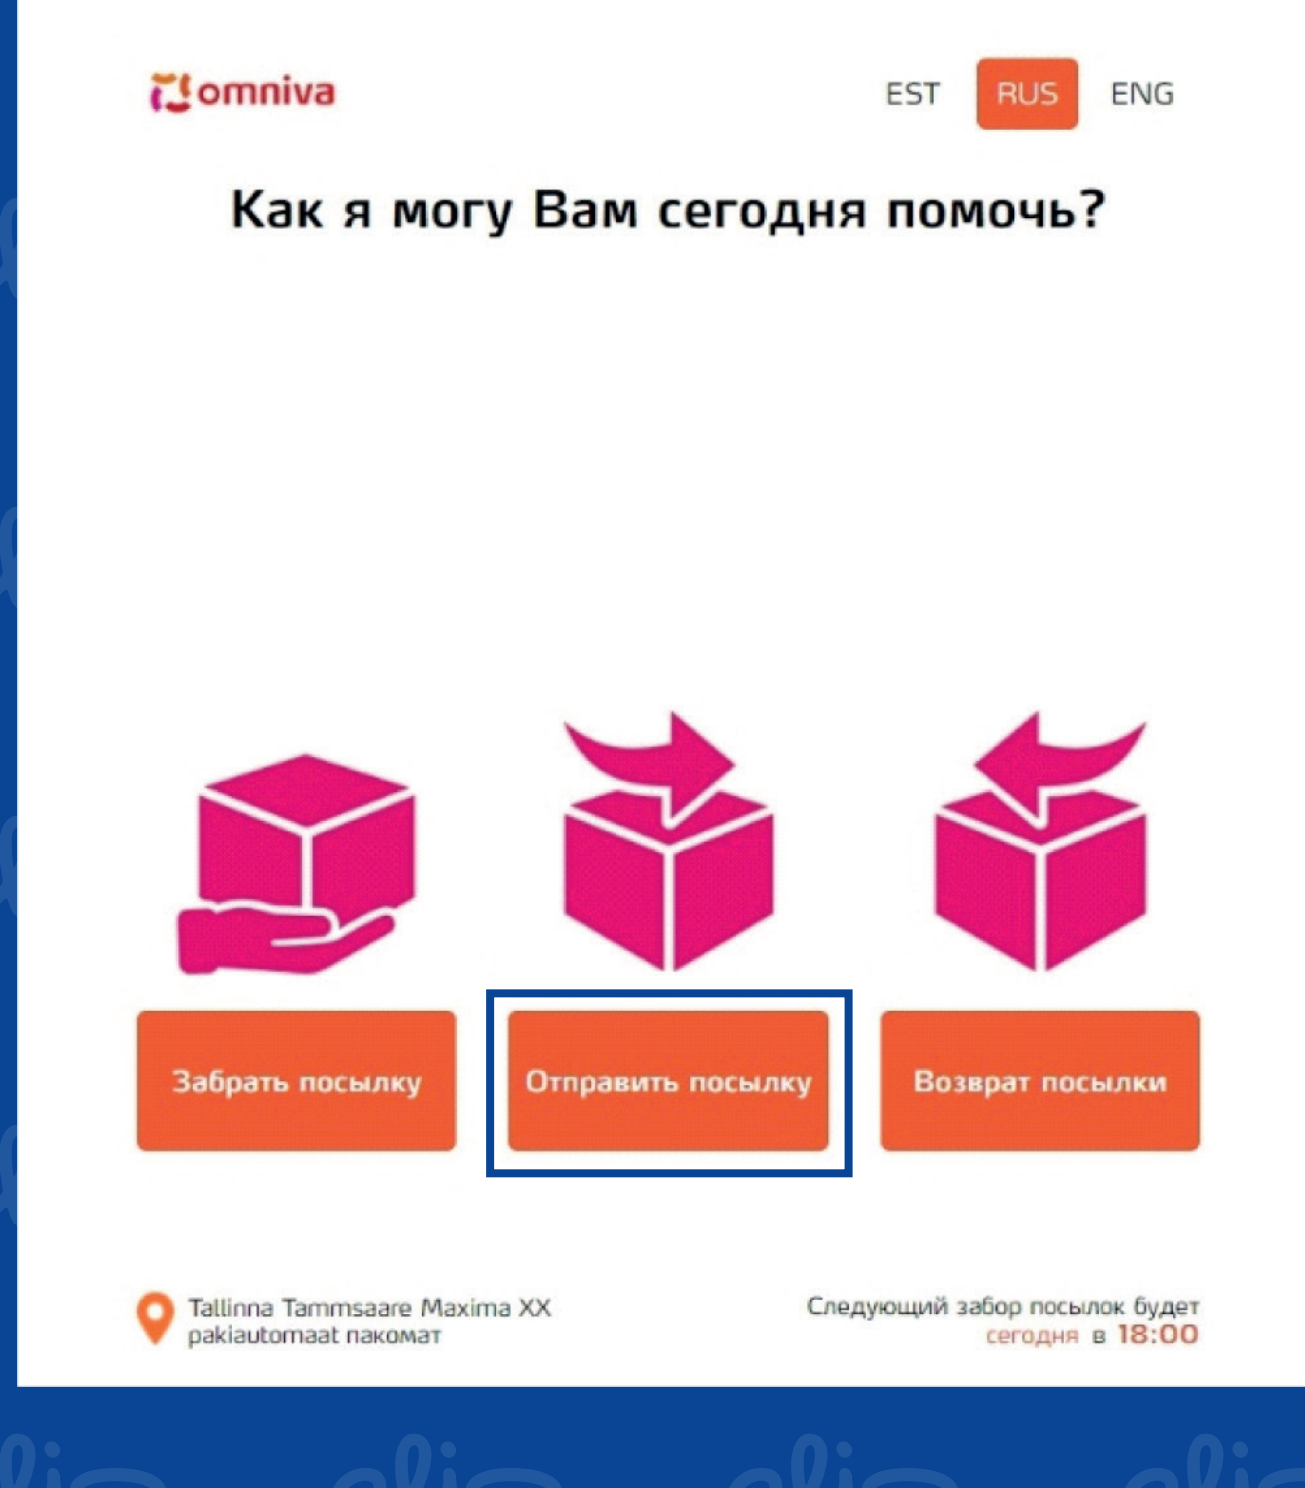 omniva
EST RUS ENG
Как я могу Вам сегодня помочь?
Забрать посылку
Отправить посылку
Возврат посылки
Tallinna Tammsaare Maxima XX
pakiautomaat пакомат
Следующий забор посылок будет
сегодня в 18:00